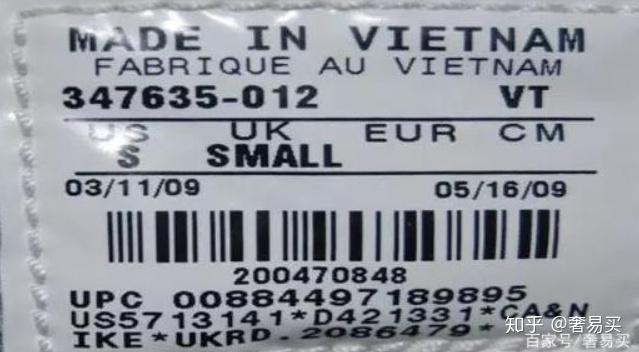 MADE IN VIETNAM
FABRIQUE AU VIETNAM
347635-012 VT
US UK EUR CM
S SMALL
03/11/09 05/16/09
200470848
UPC 00884497189895
US5713141*D421331*CA&N
IKE*UKRD 2086479*
知乎 @奢易买
百家号/奢易买